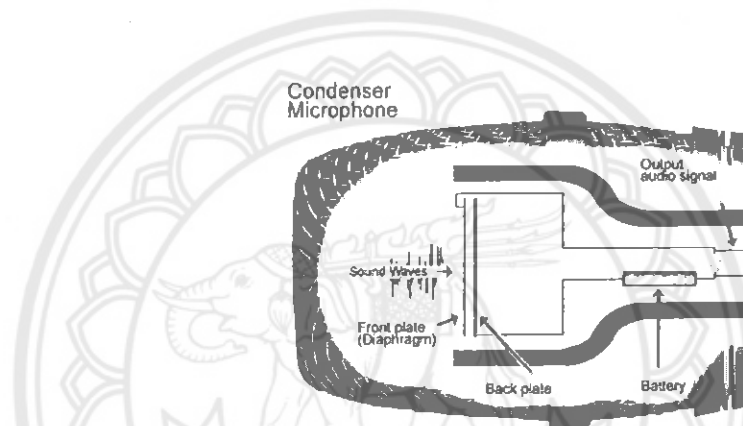 Condenser
Microphone
Output
audio signal
Sound Waves
Front plate
(Diaphragm)
Back plate
Battery